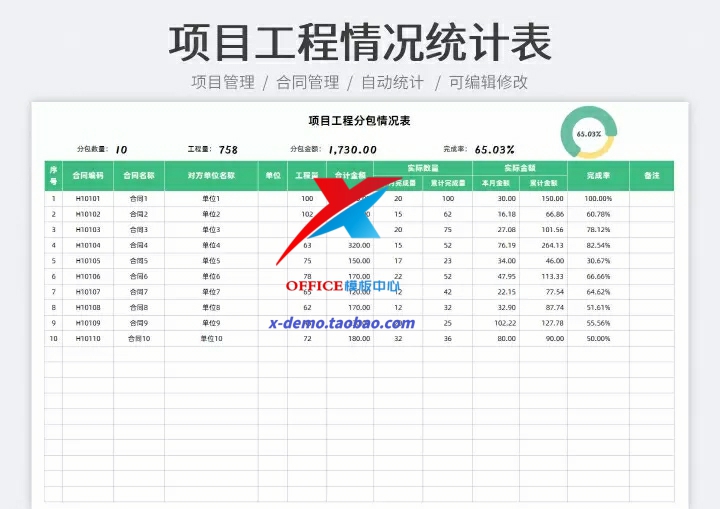 项目工程情况统计表
项目管理 / 合同管理 / 自动统计 / 可编辑修改
项目工程分包情况表
65.03%
分包数量: 10 工程量: 758 分包金额: 1,730.00 完成率: 65.03%
序号 合同编码 合同名称 对方单位名称 单位 工程量 合计金额 实际数量 实际金额 完成率 备注
月完成量 累计完成量 本月金额 累计金额
1 H10101 合同1 单位1 100 20 100 30.00 150.00 100.00%
2 H10102 合同2 单位2 102 15 62 16.18 66.86 60.78%
3 H10103 合同3 单位3 20 75 27.08 101.56 78.12%
4 H10104 合同4 单位4 63 320.00 15 52 76.19 264.13 82.54%
5 H10105 合同5 单位5 75 150.00 17 23 34.00 46.00 30.67%
6 H10106 合同6 单位6 78 170.00 22 52 47.95 113.33 66.66%
7 H10107 合同7 单位7 65 120.00 12 42 22.15 77.54 64.62%
8 H10108 合同8 单位8 62 170.00 12 32 32.90 87.74 51.61%
9 H10109 合同9 单位9 25 102.22 127.78 55.56%
10 H10110 合同10 单位10 72 180.00 32 36 80.00 90.00 50.00%
OFFICE模板中心
x-demo.taobao.com